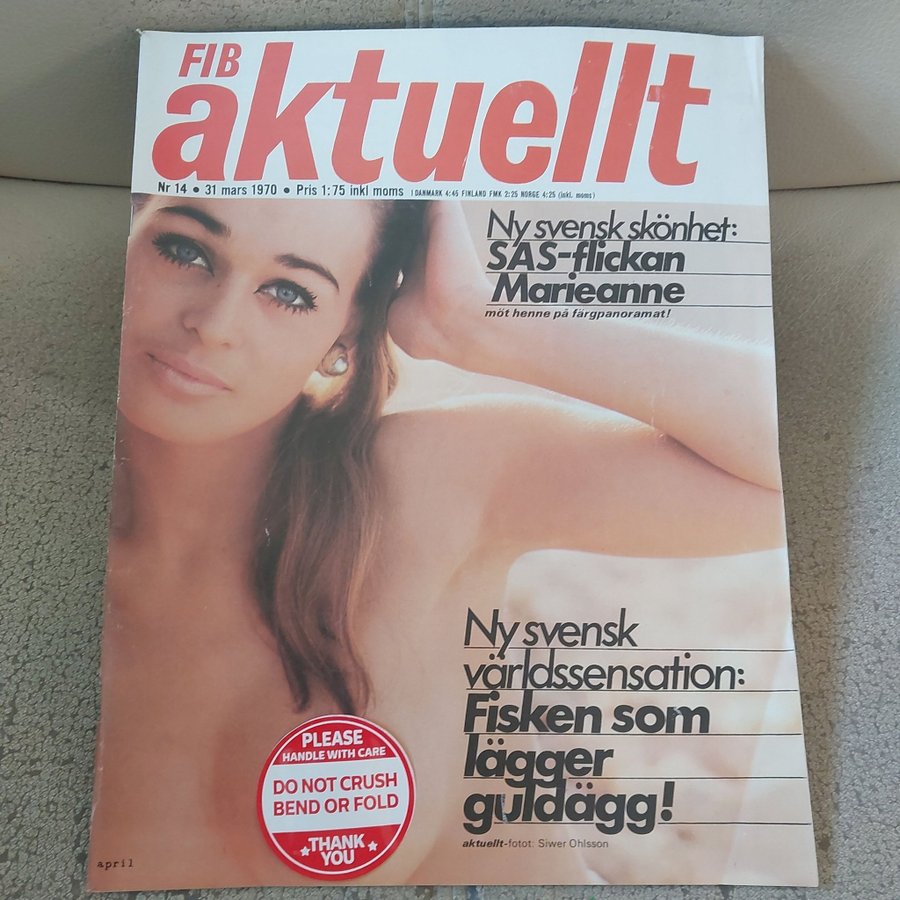 FIB
aktuellt
Nr 14 • 31 mars 1970 • Pris 1:75 inkl moms ) DANMARK 4:45 FINLAND FMK 2:25 NORGE 4:25 (inkl. moms)
Ny svensk skönhet:
SAS-flickan
Marieanne
möt henne på färgpanoramat!
Ny svensk
världssensation:
Fisken som
lägger
guldägg!
aktuellt-fotot: Siwer Ohlsson
PLEASE
HANDLE WITH CARE
DO NOT CRUSH
BEND OR FOLD
THANK
YOU
april